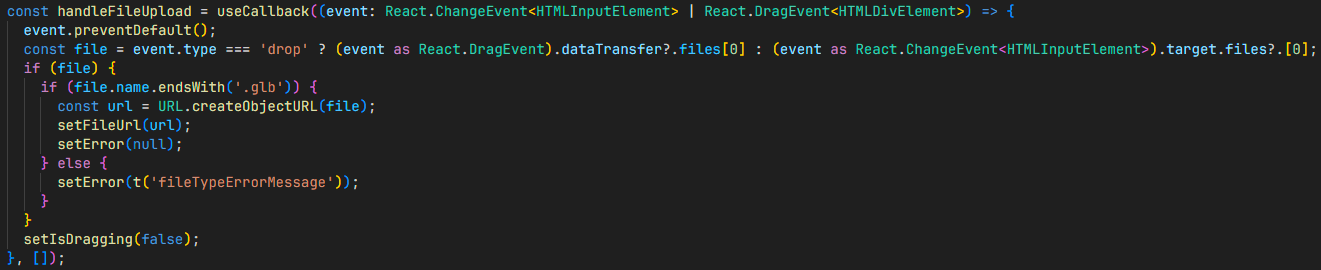 const handleFileUpload = useCallback((event: React.ChangeEvent<HTMLInputElement> | React.DragEvent<HTMLDivElement>) => {
  event.preventDefault();
  const file = event.type === 'drop' ? (event as React.DragEvent).dataTransfer?.files[0] : (event as React.ChangeEvent<HTMLInputElement>).target.files?.[0];
  if (file) {
    if (file.name.endsWith('.glb')) {
      const url = URL.createObjectURL(file);
      setFileUrl(url);
      setError(null);
    } else {
      setError(t('fileTypeErrorMessage'));
    }
  }
  setIsDragging(false);
}, []);